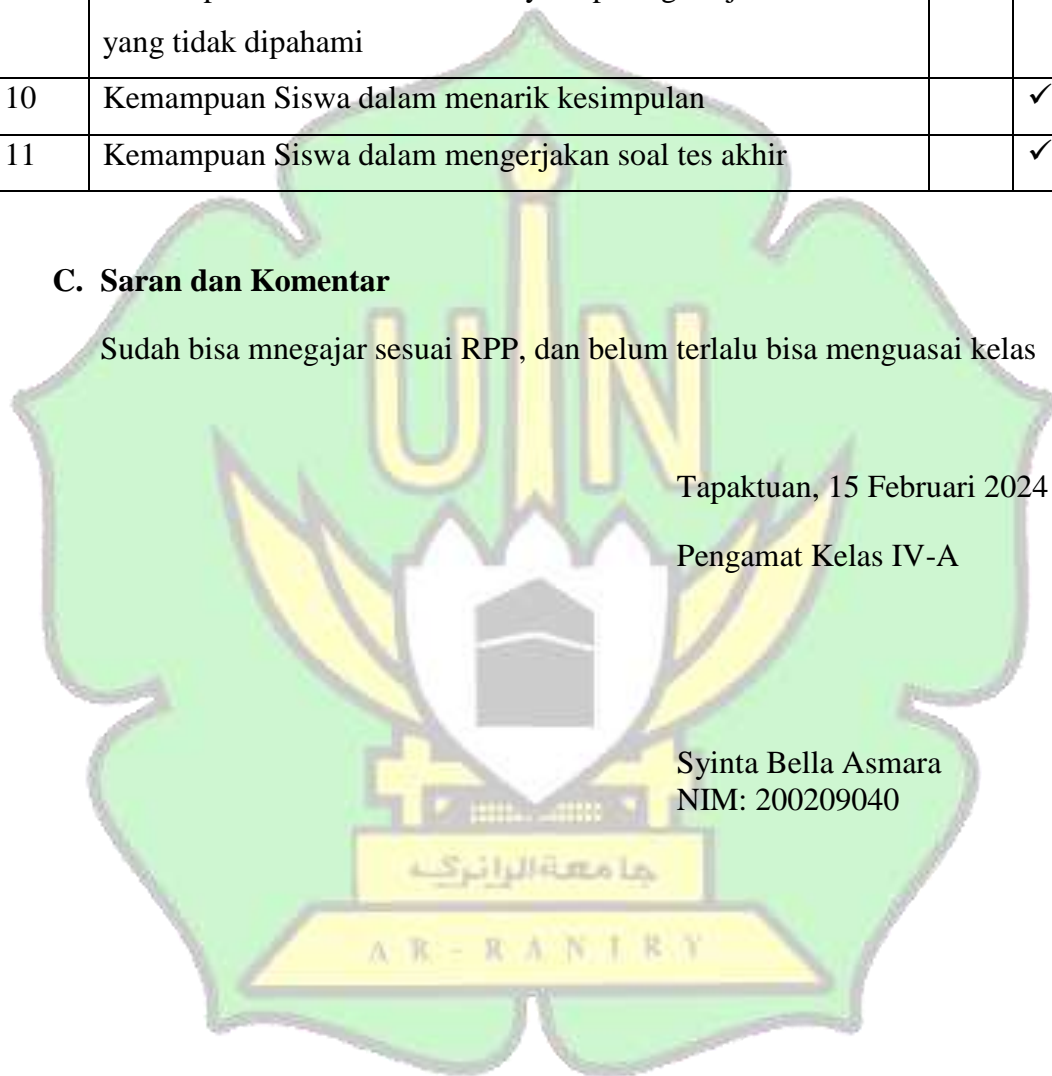 yang tidak dipahami
10 Kemampuan Siswa dalam menarik kesimpulan ✓
11 Kemampuan Siswa dalam mengerjakan soal tes akhir ✓
C. Saran dan Komentar
Sudah bisa mnegajar sesuai RPP, dan belum terlalu bisa menguasai kelas
UIN
Tapaktuan, 15 Februari 2024
Pengamat Kelas IV-A
Syinta Bella Asmara
NIM: 200209040
جامعة الرانري
AR-RANIRY